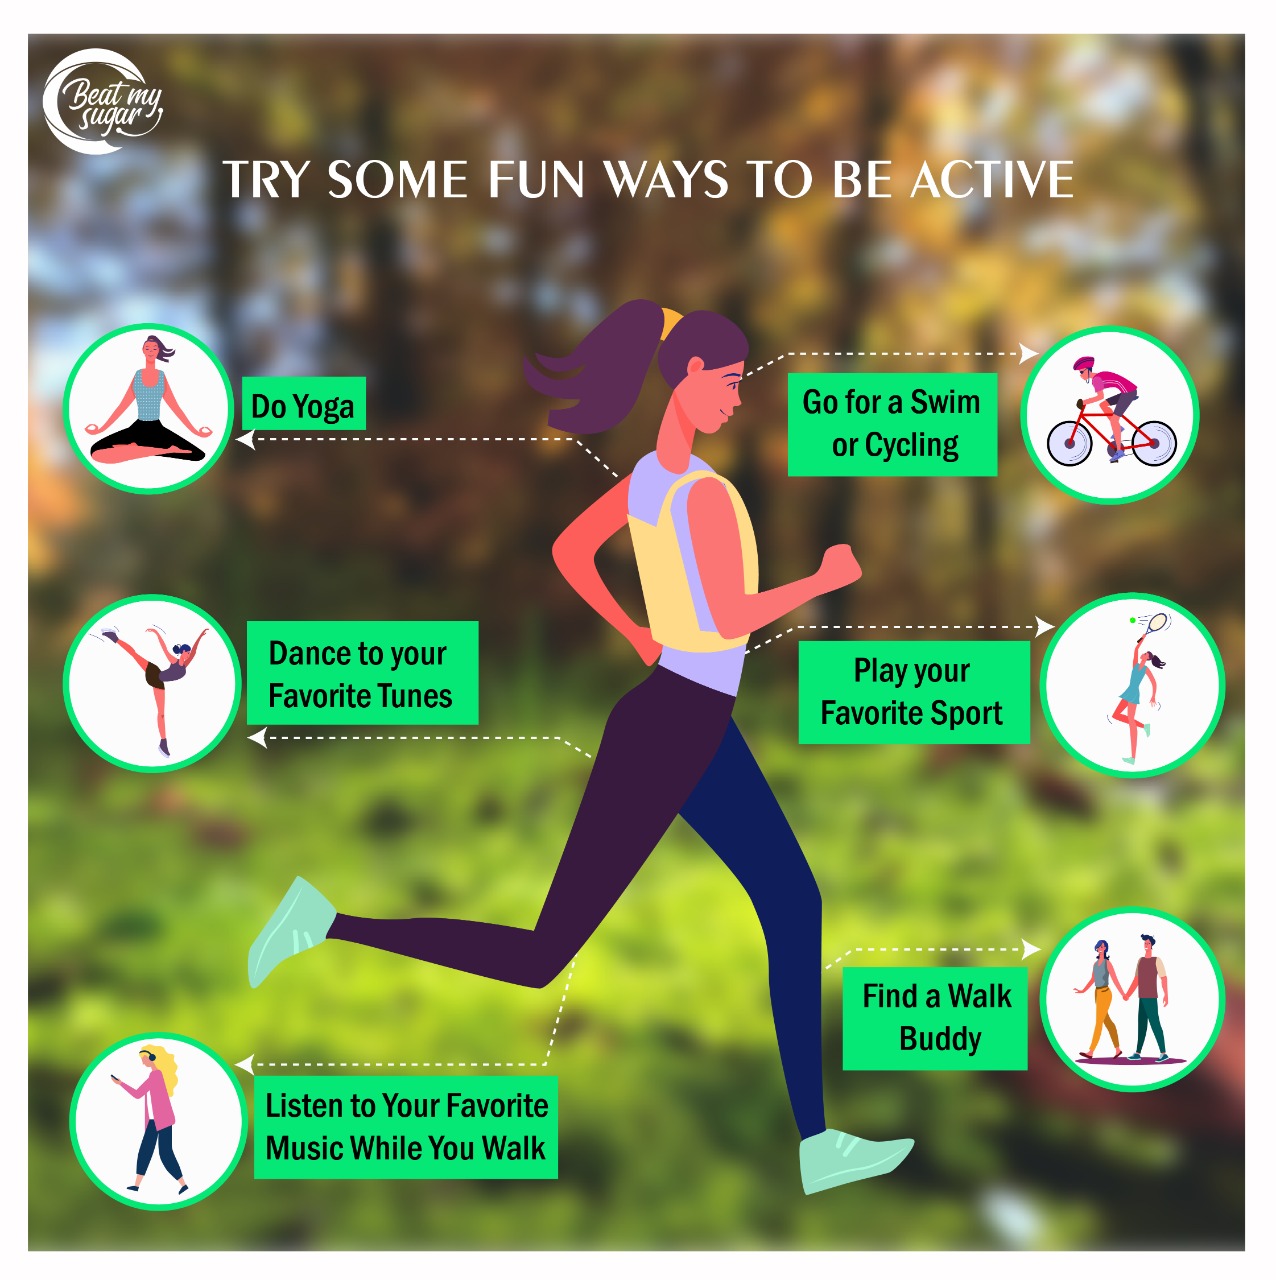 Beat my
sugar
TRY SOME FUN WAYS TO BE ACTIVE
Do Yoga
Go for a Swim
or Cycling
Dance to your
Favorite Tunes
Play your
Favorite Sport
Find a Walk
Buddy
Listen to Your Favorite
Music While You Walk